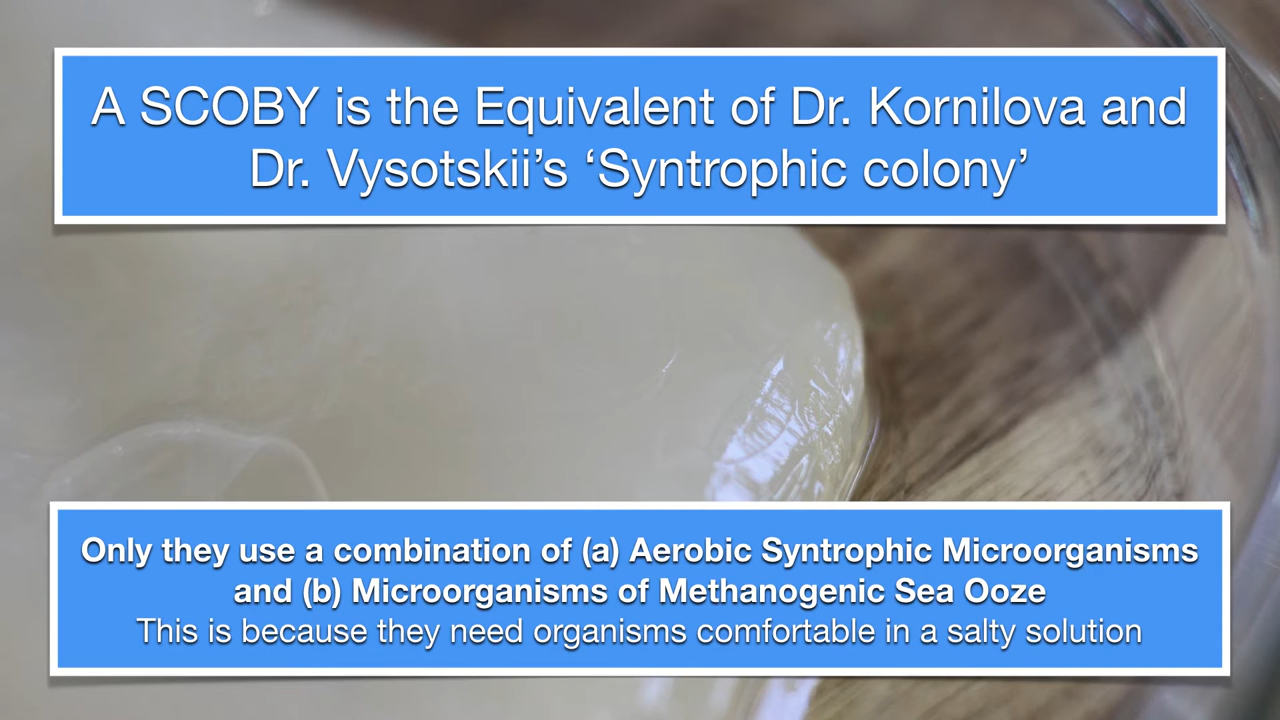 A SCOBY is the Equivalent of Dr. Kornilova and
Dr. Vysotskii’s ‘Syntrophic colony’
Only they use a combination of (a) Aerobic Syntrophic Microorganisms
and (b) Microorganisms of Methanogenic Sea Ooze
This is because they need organisms comfortable in a salty solution